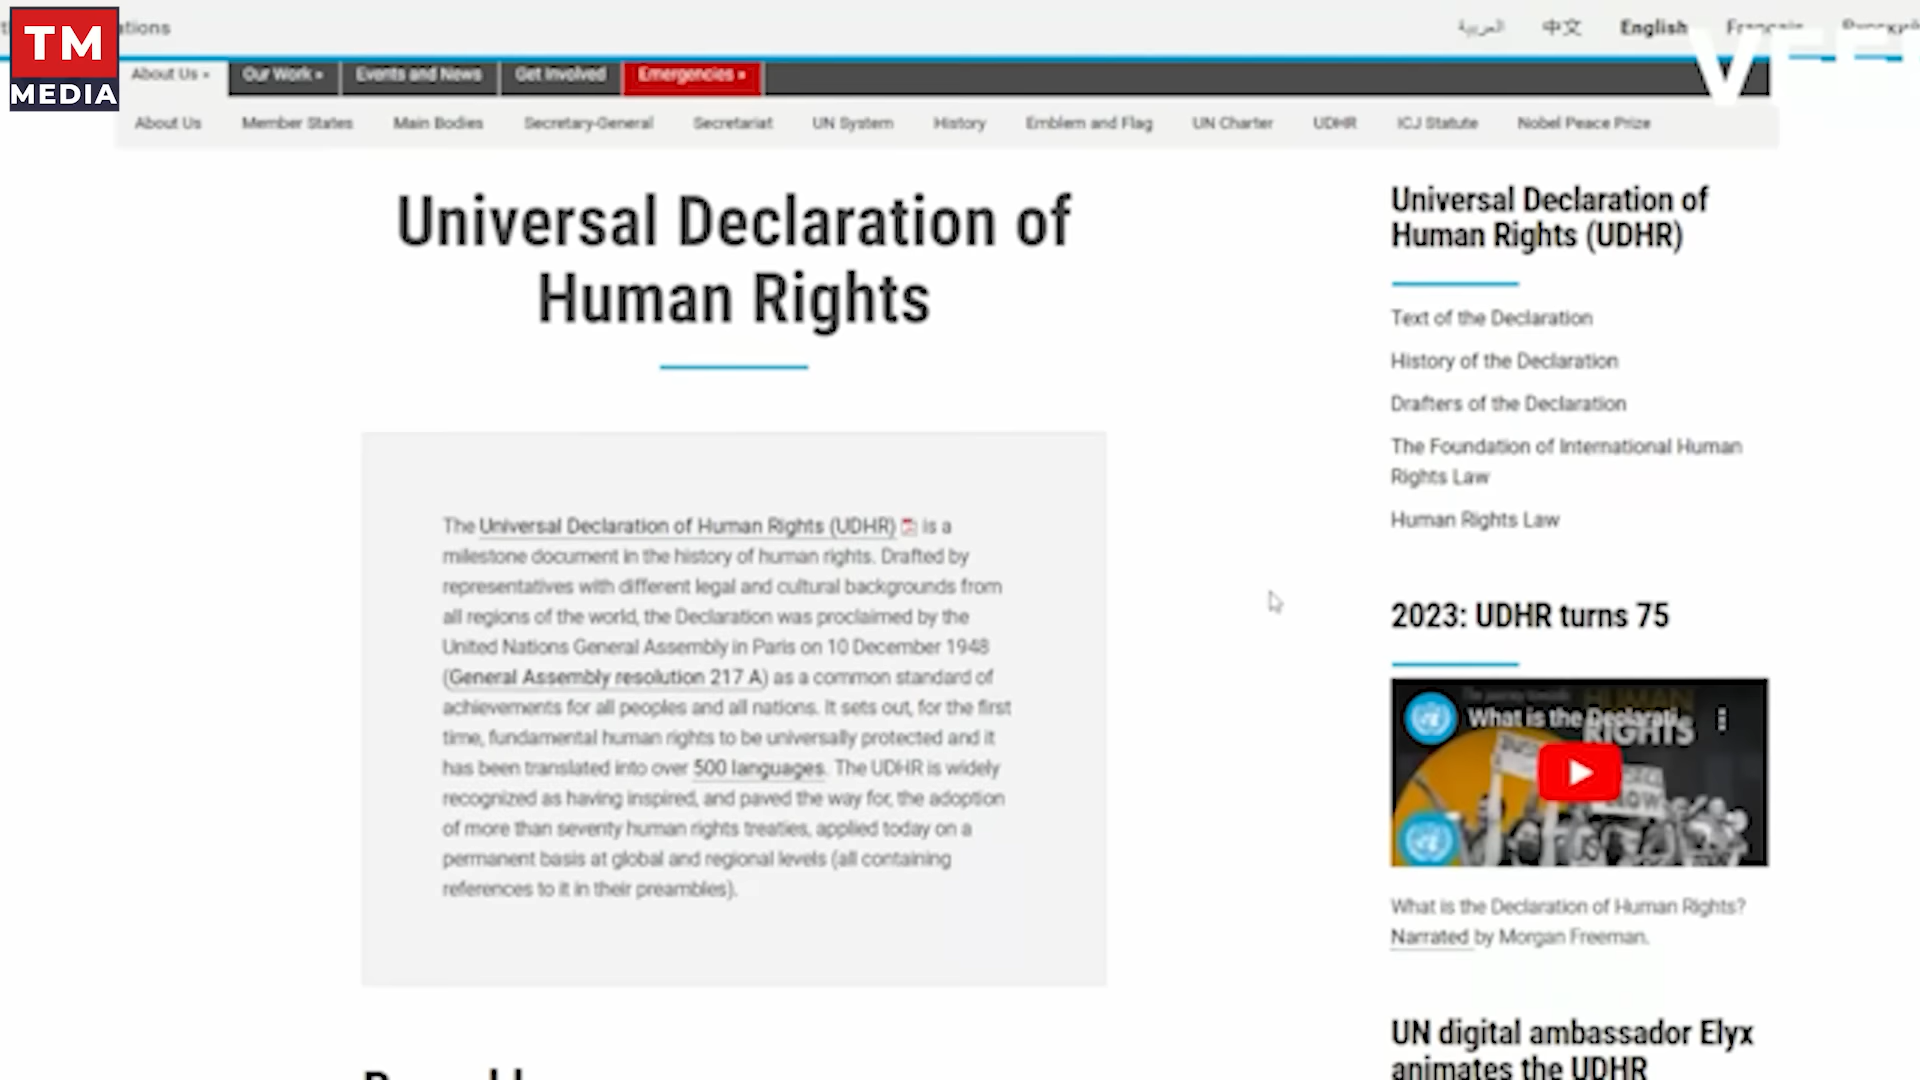 TM
MEDIA
ations
العربية
中文
English
Français
About Us »
Our Work »
Events and News
Get Involved
Emergencies »
About Us
Member States
Main Bodies
Secretary-General
Secretariat
UN System
History
Emblem and Flag
UN Charter
UDHR
ICJ Statute
Nobel Peace Prize
Universal Declaration of
Human Rights
The Universal Declaration of Human Rights (UDHR) is a
milestone document in the history of human rights. Drafted by
representatives with different legal and cultural backgrounds from
all regions of the world, the Declaration was proclaimed by the
United Nations General Assembly in Paris on 10 December 1948
(General Assembly resolution 217 A) as a common standard of
achievements for all peoples and all nations. It sets out, for the first
time, fundamental human rights to be universally protected and it
has been translated into over 500 languages. The UDHR is widely
recognized as having inspired, and paved the way for, the adoption
of more than seventy human rights treaties, applied today on a
permanent basis at global and regional levels (all containing
references to it in their preambles).
Universal Declaration of
Human Rights (UDHR)
Text of the Declaration
History of the Declaration
Drafters of the Declaration
The Foundation of International Human
Rights Law
Human Rights Law
2023: UDHR turns 75
HUMAN
What is the Declarati...
RIGHTS
What is the Declaration of Human Rights?
Narrated by Morgan Freeman.
UN digital ambassador Elyx
animates the UDHR